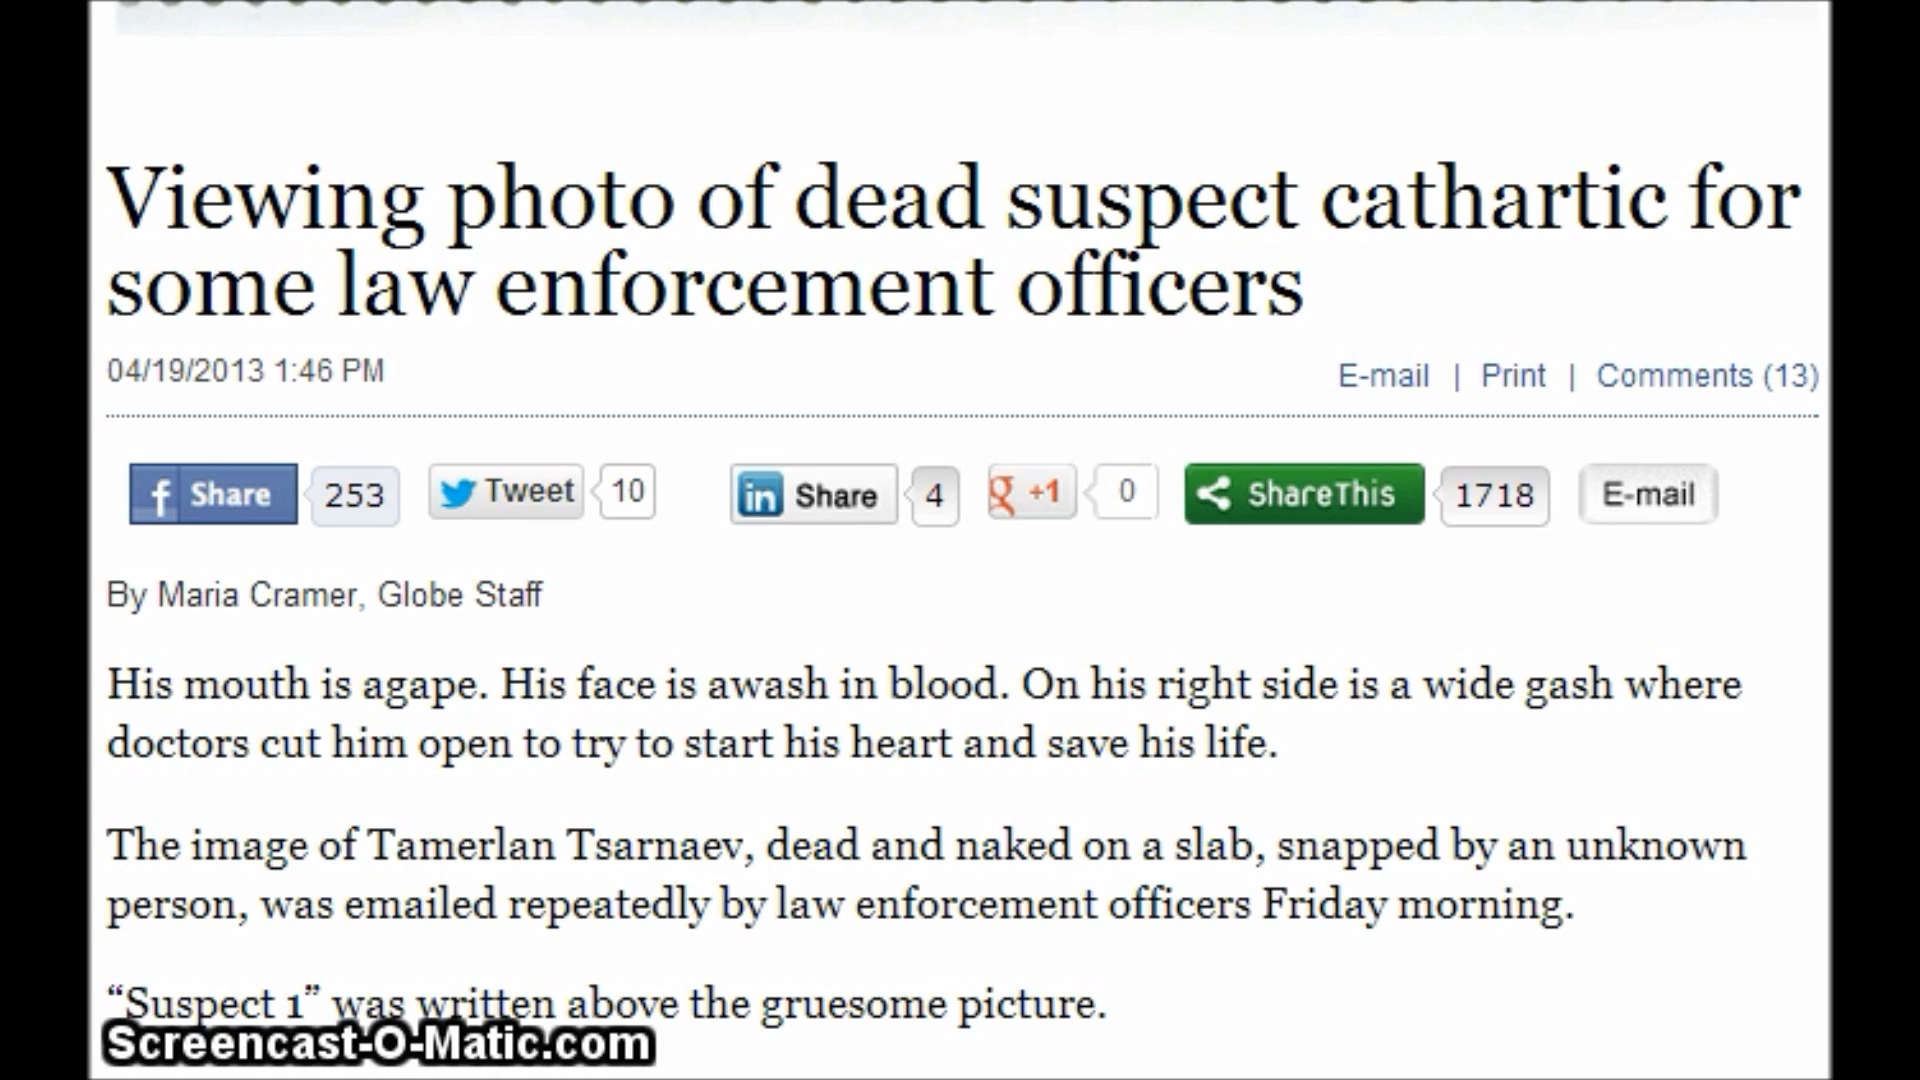 Viewing photo of dead suspect cathartic for
some law enforcement officers
04/19/2013 1:46 PM
E-mail | Print | Comments (13)
f Share 253 Tweet 10 in Share 4 g +1 0 ShareThis 1718 E-mail
By Maria Cramer, Globe Staff
His mouth is agape. His face is awash in blood. On his right side is a wide gash where
doctors cut him open to try to start his heart and save his life.
The image of Tamerlan Tsarnaev, dead and naked on a slab, snapped by an unknown
person, was emailed repeatedly by law enforcement officers Friday morning.
“Suspect 1” was written above the gruesome picture.
Screencast-O-Matic.com